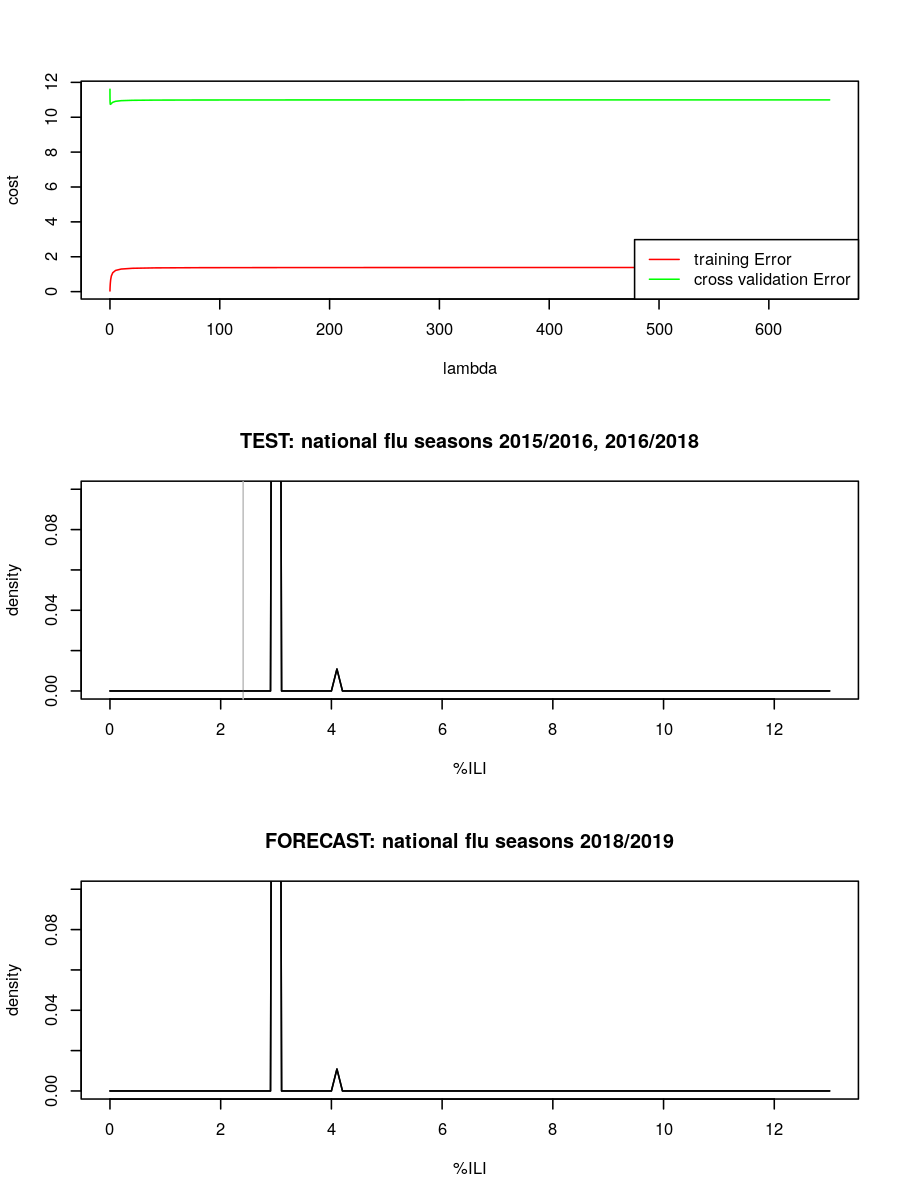 12
10
8
6
4
2
0
cost
training Error
cross validation Error
0 100 200 300 400 500 600
lambda
TEST: national flu seasons 2015/2016, 2016/2018
0.08
0.04
0.00
density
0 2 4 6 8 10 12
%ILI
FORECAST: national flu seasons 2018/2019
0.08
0.04
0.00
density
0 2 4 6 8 10 12
%ILI